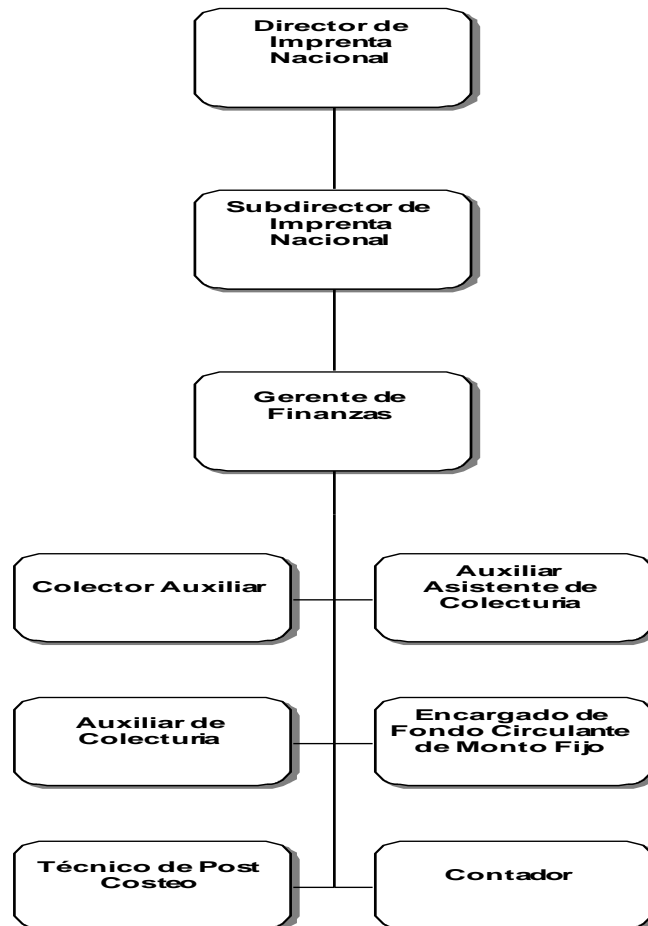 Director de
Imprenta
Nacional
Subdirector de
Imprenta
Nacional
Gerente de
Finanzas
Colector Auxiliar
Auxiliar
Asistente de
Colecturia
Auxiliar de
Colecturia
Encargado de
Fondo Circulante
de Monto Fijo
Técnico de Post
Costeo
Contador